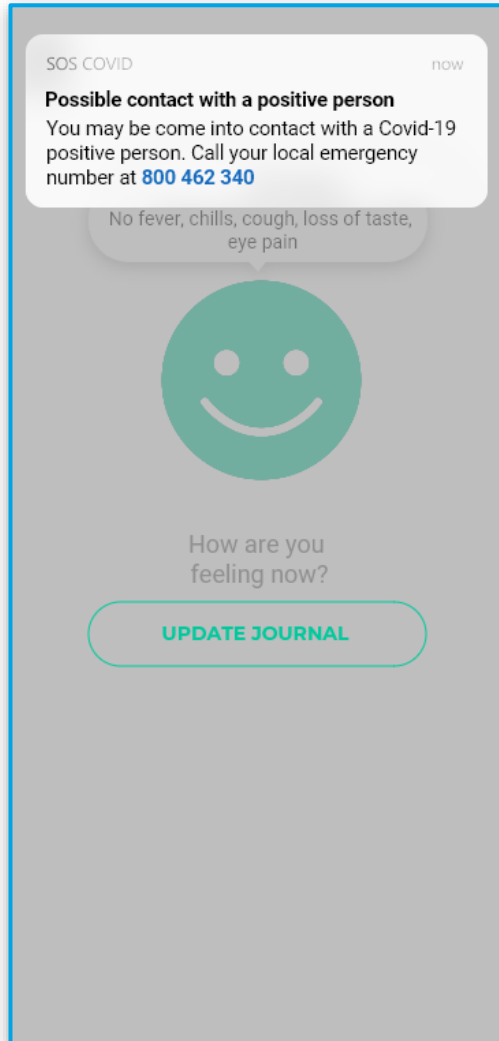 SOS COVID
now
Possible contact with a positive person
You may be come into contact with a Covid-19
positive person. Call your local emergency
number at 800 462 340
No fever, chills, cough, loss of taste,
eye pain
How are you
feeling now?
UPDATE JOURNAL